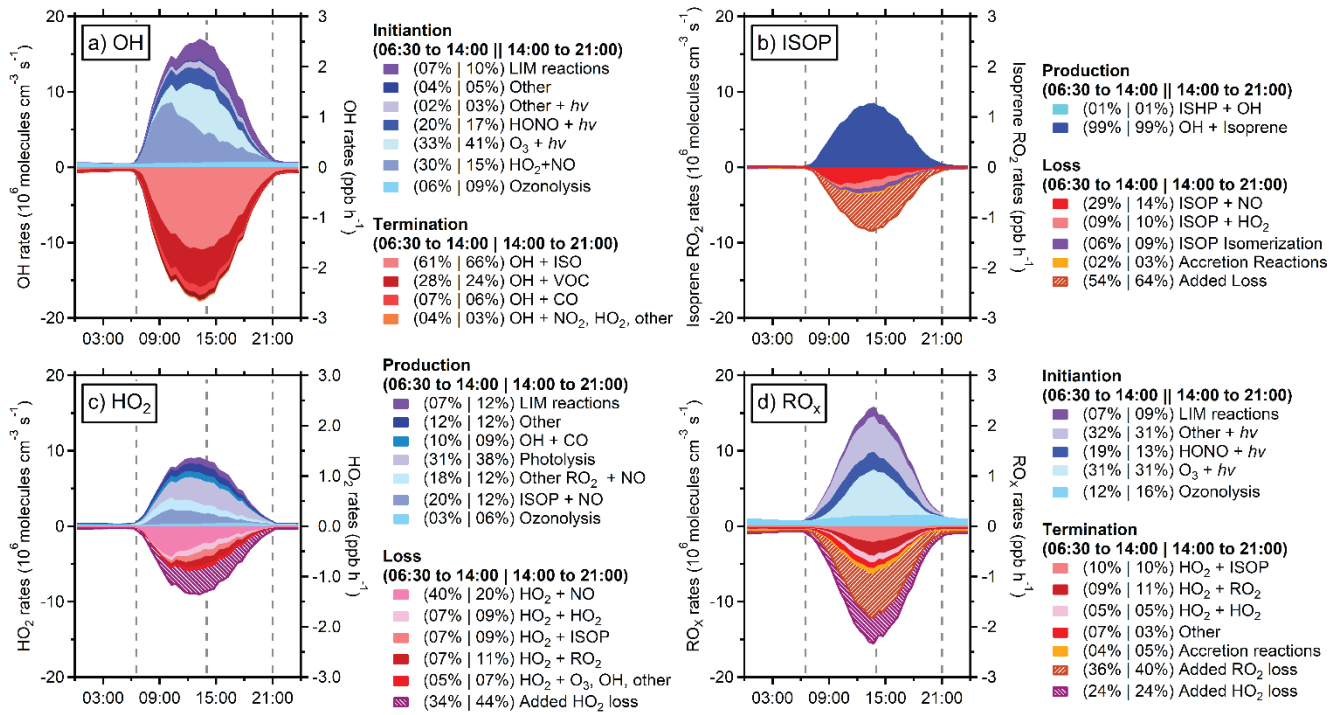 a) OH
20
10
0
-10
-20
OH rates (10⁶ molecules cm⁻³ s⁻¹)
3
2
1
0
-1
-2
-3
OH rates (ppb h⁻¹)
03:00 09:00 15:00 21:00
Initiantion
(06:30 to 14:00 || 14:00 to 21:00)
(07% | 10%) LIM reactions
(04% | 05%) Other
(02% | 03%) Other + hv
(20% | 17%) HONO + hv
(33% | 41%) O₃ + hv
(30% | 15%) HO₂+NO
(06% | 09%) Ozonolysis
Termination
(06:30 to 14:00 | 14:00 to 21:00)
(61% | 66%) OH + ISO
(28% | 24%) OH + VOC
(07% | 06%) OH + CO
(04% | 03%) OH + NO₂, HO₂, other
b) ISOP
20
10
0
-10
-20
Isoprene RO₂ rates (10⁶ molecules cm⁻³ s⁻¹)
3
2
1
0
-1
-2
-3
Isoprene RO₂ rates (ppb h⁻¹)
03:00 09:00 15:00 21:00
Production
(06:30 to 14:00 || 14:00 to 21:00)
(01% | 01%) ISHP + OH
(99% | 99%) OH + Isoprene
Loss
(06:30 to 14:00 | 14:00 to 21:00)
(29% | 14%) ISOP + NO
(09% | 10%) ISOP + HO₂
(06% | 09%) ISOP Isomerization
(02% | 03%) Accretion Reactions
(54% | 64%) Added Loss
c) HO₂
20
10
0
-10
-20
HO₂ rates (10⁶ molecules cm⁻³ s⁻¹)
3.0
2.0
1.0
0.0
-1.0
-2.0
-3.0
HO₂ rates (ppb h⁻¹)
03:00 09:00 15:00 21:00
Production
(06:30 to 14:00 | 14:00 to 21:00)
(07% | 12%) LIM reactions
(12% | 12%) Other
(10% | 09%) OH + CO
(31% | 38%) Photolysis
(18% | 12%) Other RO₂ + NO
(20% | 12%) ISOP + NO
(03% | 06%) Ozonolysis
Loss
(06:30 to 14:00 | 14:00 to 21:00)
(40% | 20%) HO₂ + NO
(07% | 09%) HO₂ + HO₂
(07% | 09%) HO₂ + ISOP
(07% | 11%) HO₂ + RO₂
(05% | 07%) HO₂ + O₃, OH, other
(34% | 44%) Added HO₂ loss
d) ROₓ
20
10
0
-10
-20
ROₓ rates (10⁶ molecules cm⁻³ s⁻¹)
3
2
1
0
-1
-2
-3
ROₓ rates (ppb h⁻¹)
03:00 09:00 15:00 21:00
Initiantion
(06:30 to 14:00 || 14:00 to 21:00)
(07% | 09%) LIM reactions
(32% | 31%) Other + hv
(19% | 13%) HONO + hv
(31% | 31%) O₃ + hv
(12% | 16%) Ozonolysis
Termination
(06:30 to 14:00 | 14:00 to 21:00)
(10% | 10%) HO₂ + ISOP
(09% | 11%) HO₂ + RO₂
(05% | 05%) HO₂ + HO₂
(07% | 03%) Other
(04% | 05%) Accretion reactions
(36% | 40%) Added RO₂ loss
(24% | 24%) Added HO₂ loss